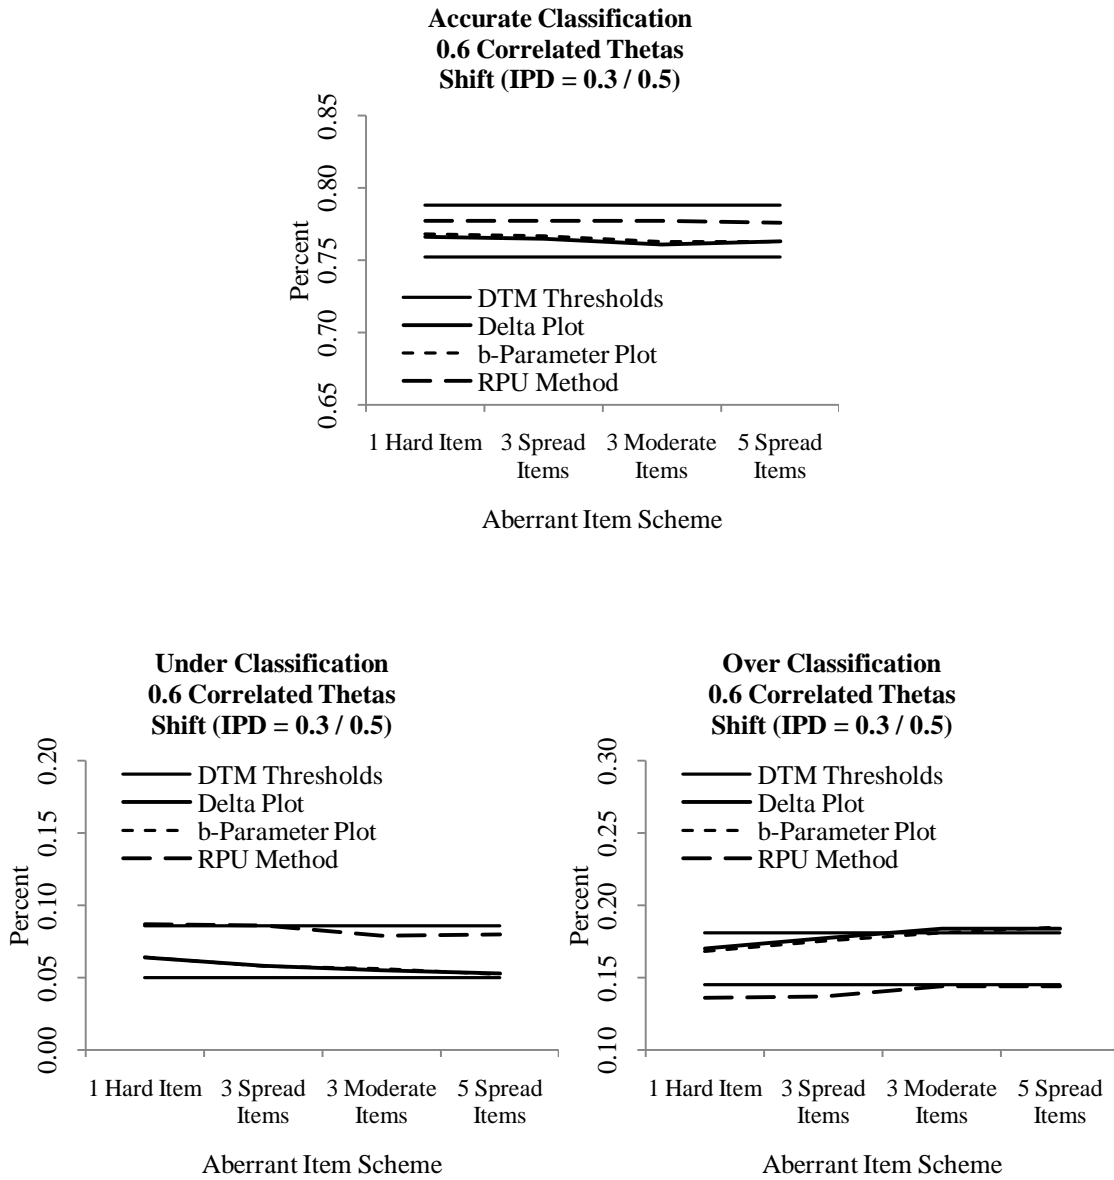 Accurate Classification
0.6 Correlated Thetas
Shift (IPD = 0.3 / 0.5)
0.85
0.80
0.75
0.70
0.65
Percent
DTM Thresholds
Delta Plot
b-Parameter Plot
RPU Method
1 Hard Item 3 Spread Items 3 Moderate Items 5 Spread Items
Aberrant Item Scheme
Under Classification
0.6 Correlated Thetas
Shift (IPD = 0.3 / 0.5)
0.20
0.15
0.10
0.05
0.00
Percent
DTM Thresholds
Delta Plot
b-Parameter Plot
RPU Method
1 Hard Item 3 Spread Items 3 Moderate Items 5 Spread Items
Aberrant Item Scheme
Over Classification
0.6 Correlated Thetas
Shift (IPD = 0.3 / 0.5)
0.30
0.25
0.20
0.15
0.10
Percent
DTM Thresholds
Delta Plot
b-Parameter Plot
RPU Method
1 Hard Item 3 Spread Items 3 Moderate Items 5 Spread Items
Aberrant Item Scheme